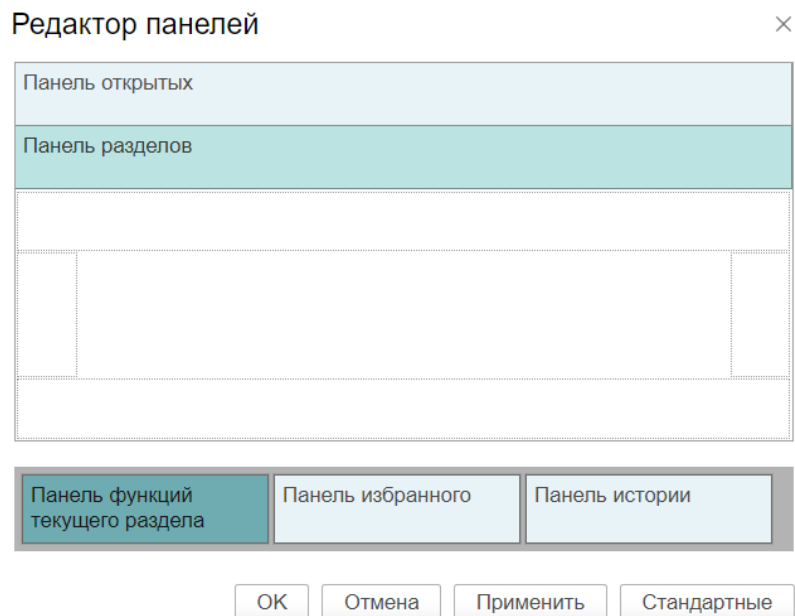 Редактор панелей
Панель открытых
Панель разделов
Панель функций
текущего раздела
Панель избранного
Панель истории
OK
Отмена
Применить
Стандартные